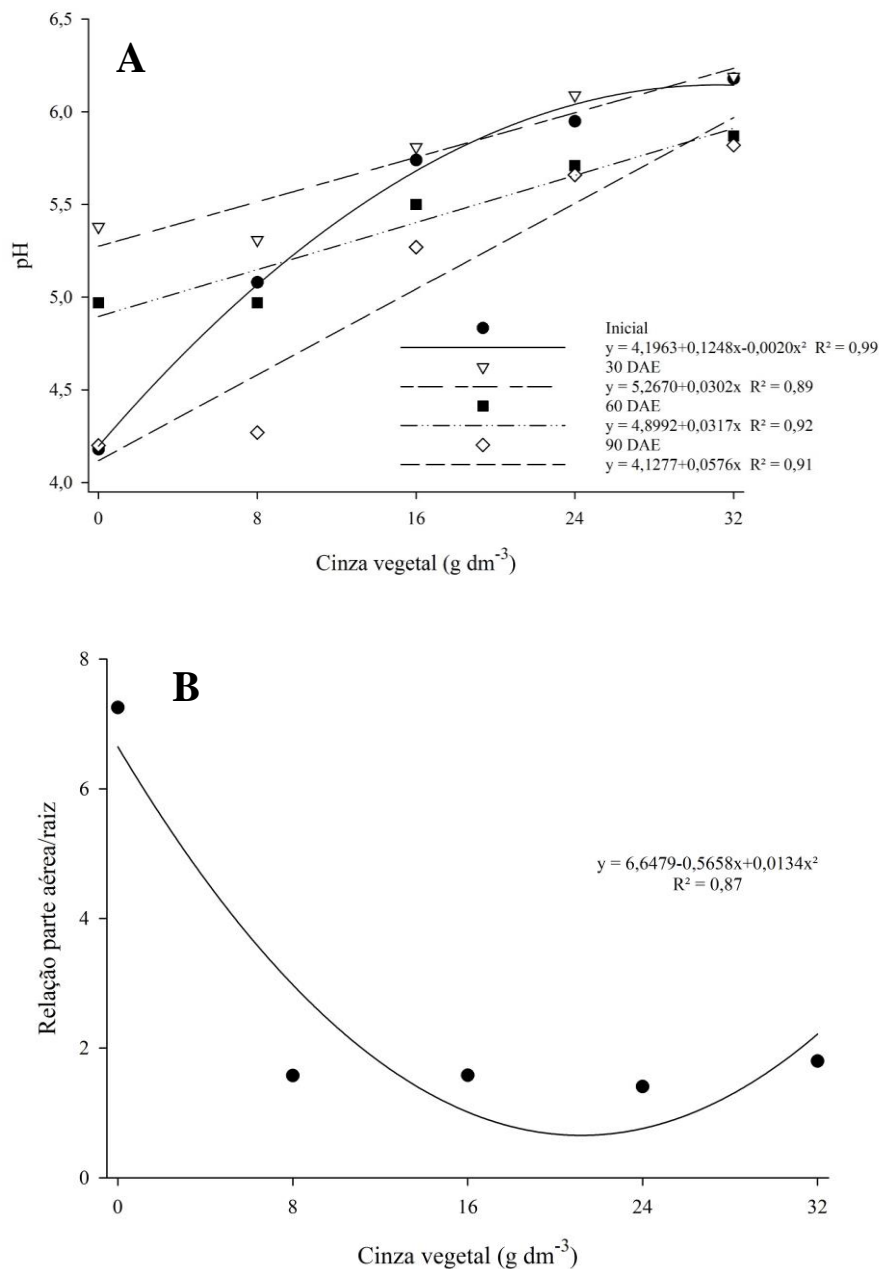 A
6,5
6,0
5,5
5,0
4,5
4,0
pH
Inicial
y = 4,1963+0,1248x-0,0020x² R² = 0,99
30 DAE
y = 5,2670+0,0302x R² = 0,89
60 DAE
y = 4,8992+0,0317x R² = 0,92
90 DAE
y = 4,1277+0,0576x R² = 0,91
0 8 16 24 32
Cinza vegetal (g dm⁻³)
B
8
6
4
2
0
Relação parte aérea/raiz
y = 6,6479-0,5658x+0,0134x²
R² = 0,87
0 8 16 24 32
Cinza vegetal (g dm⁻³)